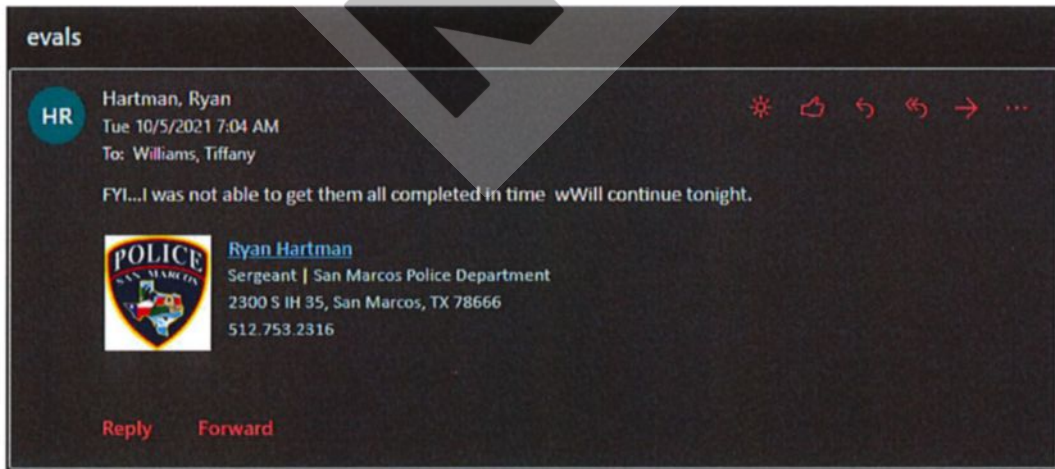 evals
HR
Hartman, Ryan
Tue 10/5/2021 7:04 AM
To: Williams, Tiffany
FYI...I was not able to get them all completed in time  wWill continue tonight.
POLICE
SAN MARCOS
Ryan Hartman
Sergeant | San Marcos Police Department
2300 S IH 35, San Marcos, TX 78666
512.753.2316
Reply Forward